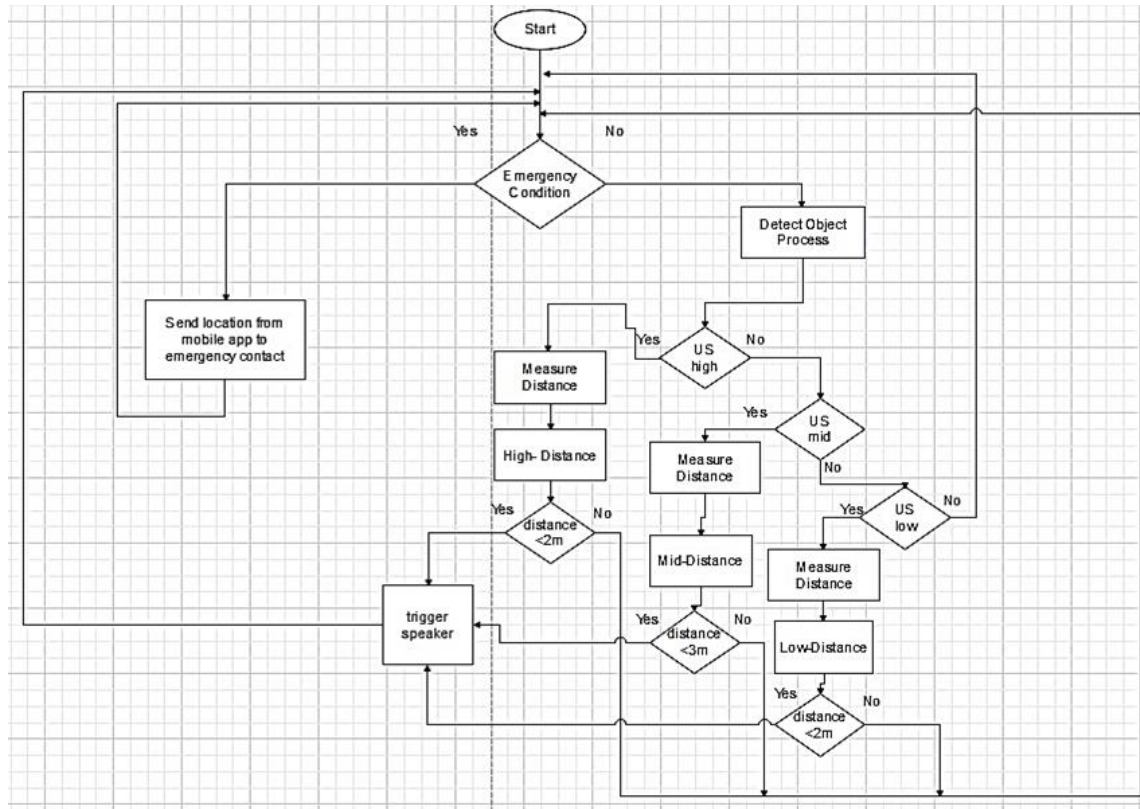 Start
Yes
No
Emergency
Condition
Detect Object
Process
Send location from
mobile app to
emergency contact
Yes
US
high
No
Measure
Distance
Yes
US
mid
No
High- Distance
Measure
Distance
Yes
US
low
No
Yes
distance
<2m
No
Mid-Distance
Measure
Distance
trigger
speaker
Yes
distance
<3m
No
Low-Distance
Yes
distance
<2m
No